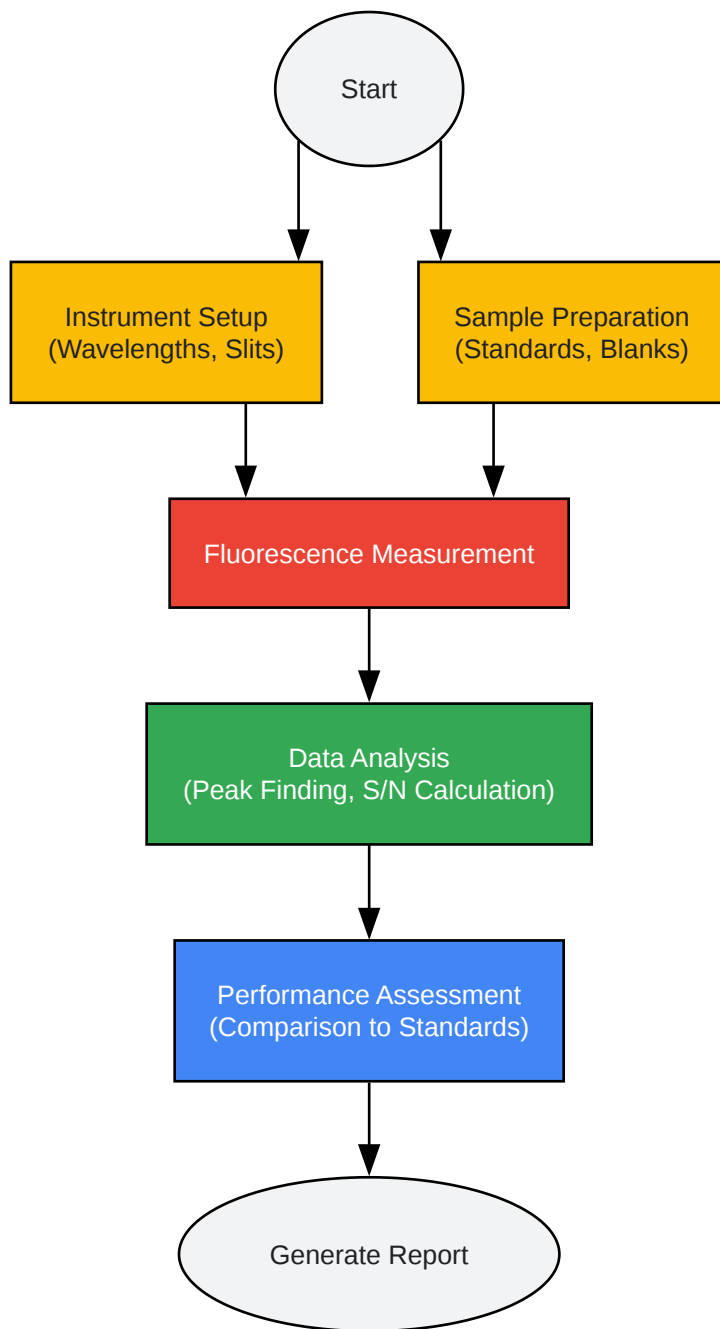 Start
Instrument Setup
(Wavelengths, Slits)
Sample Preparation
(Standards, Blanks)
Fluorescence Measurement
Data Analysis
(Peak Finding, S/N Calculation)
Performance Assessment
(Comparison to Standards)
Generate Report